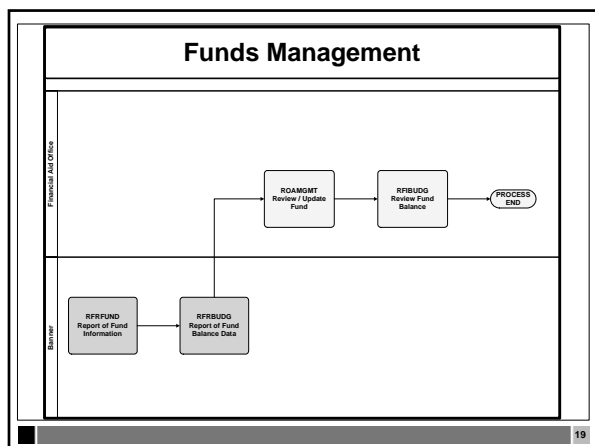 Funds Management
Financial Aid Office
ROAMGMT
Review / Update
Fund
RFIBUDG
Review Fund
Balance
PROCESS
END
Banner
RFRFUND
Report of Fund
Information
RFRBUDG
Report of Fund
Balance Data
19